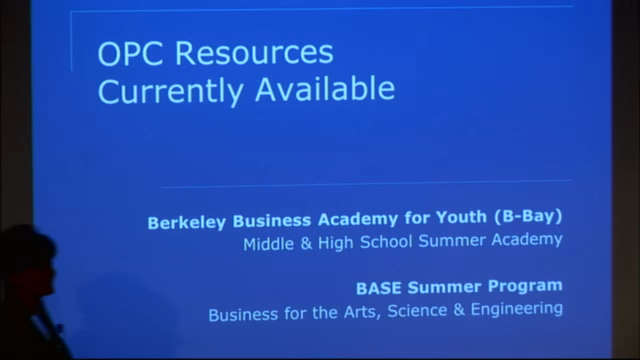 OPC Resources
Currently Available
Berkeley Business Academy for Youth (B-Bay)
Middle & High School Summer Academy
BASE Summer Program
Business for the Arts, Science & Engineering